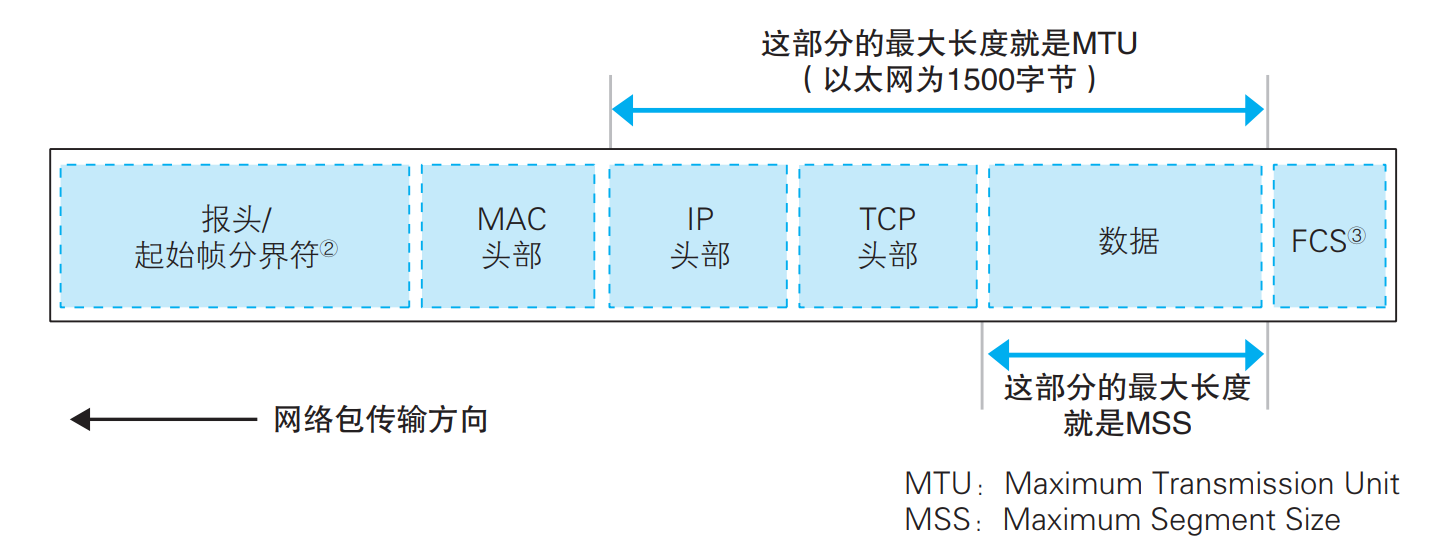 这部分的最大长度就是MTU
（以太网为1500字节）
报头/
起始帧分界符②
MAC
头部
IP
头部
TCP
头部
数据
FCS③
这部分的最大长度
就是MSS
网络包传输方向
MTU： Maximum Transmission Unit
MSS： Maximum Segment Size